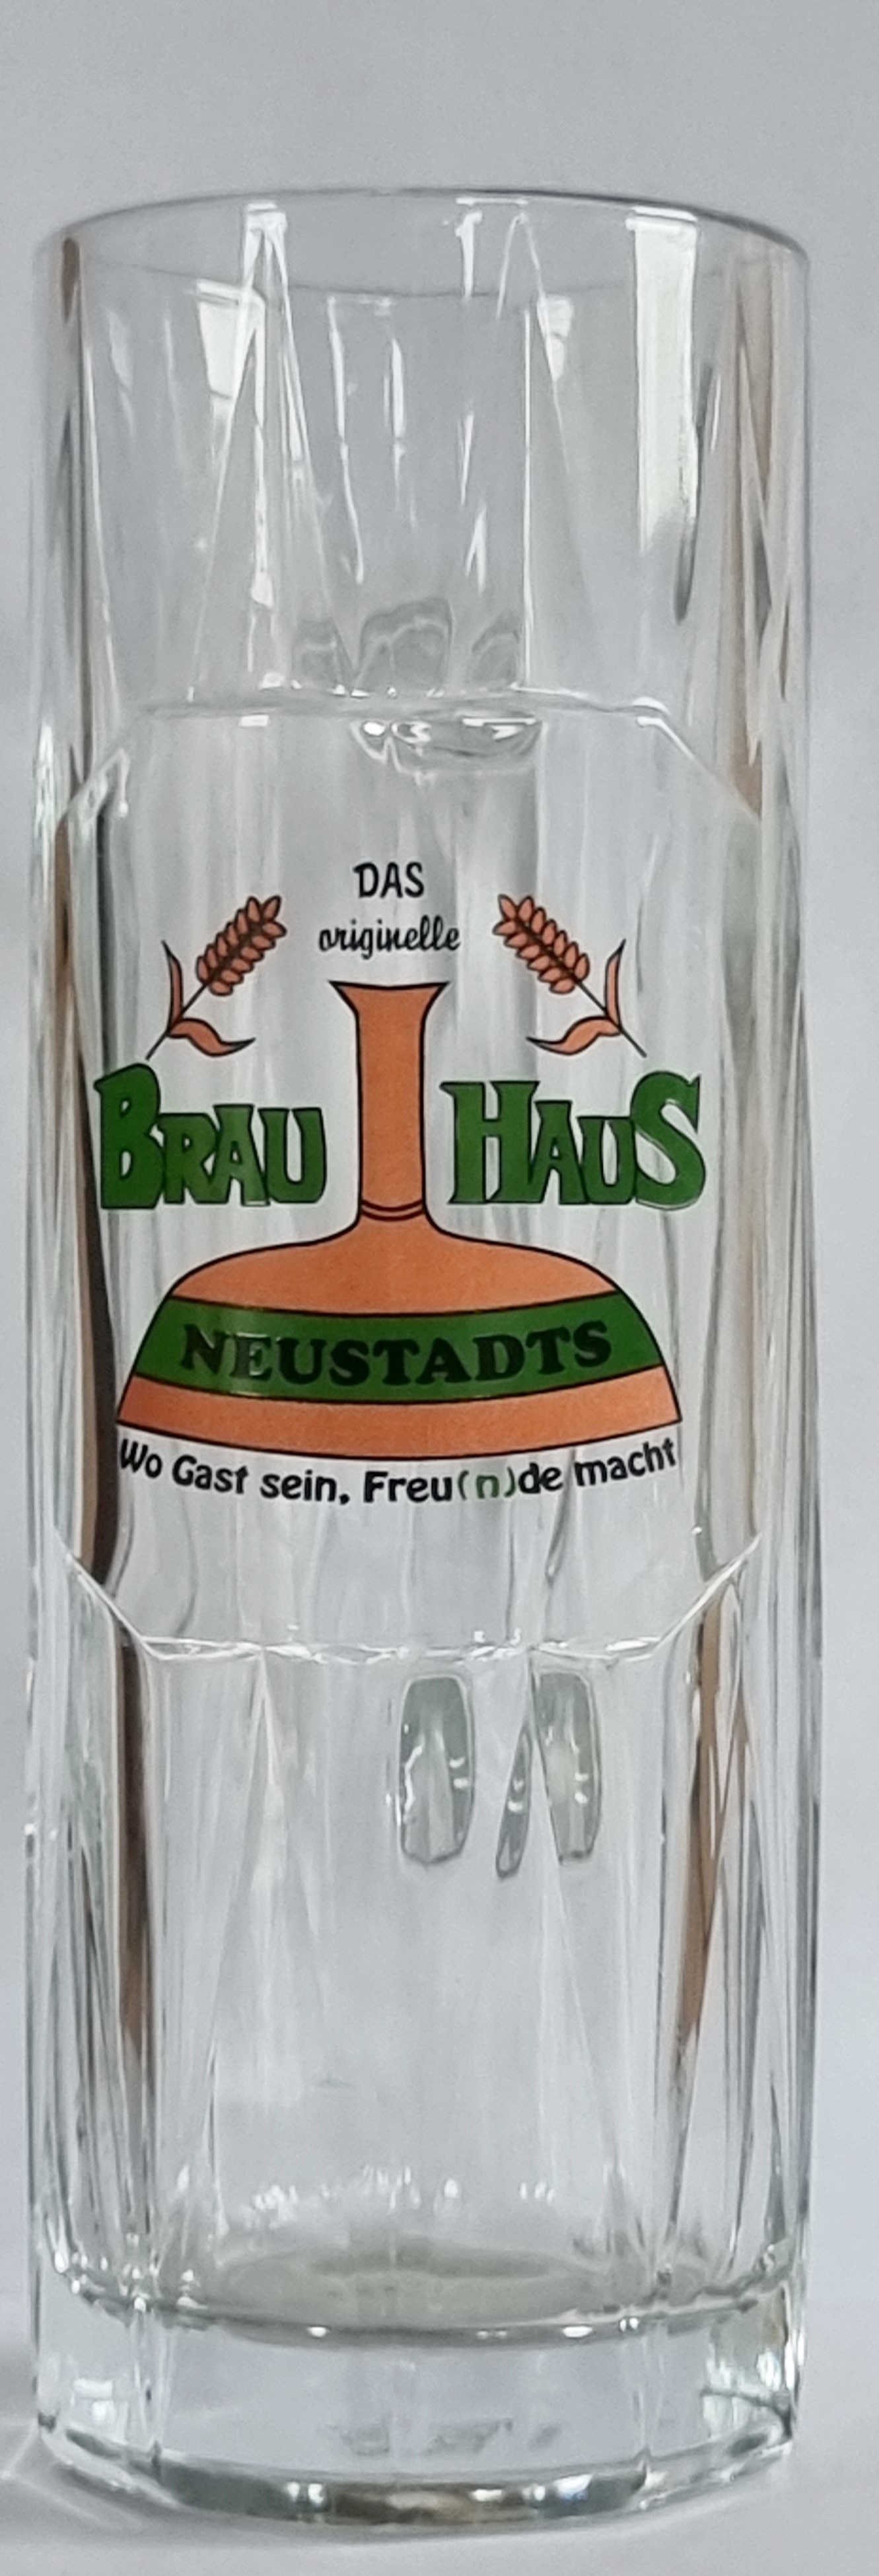 DAS
originelle
BRAU HAUS
NEUSTADTS
Wo Gast sein, Freu(n)de macht